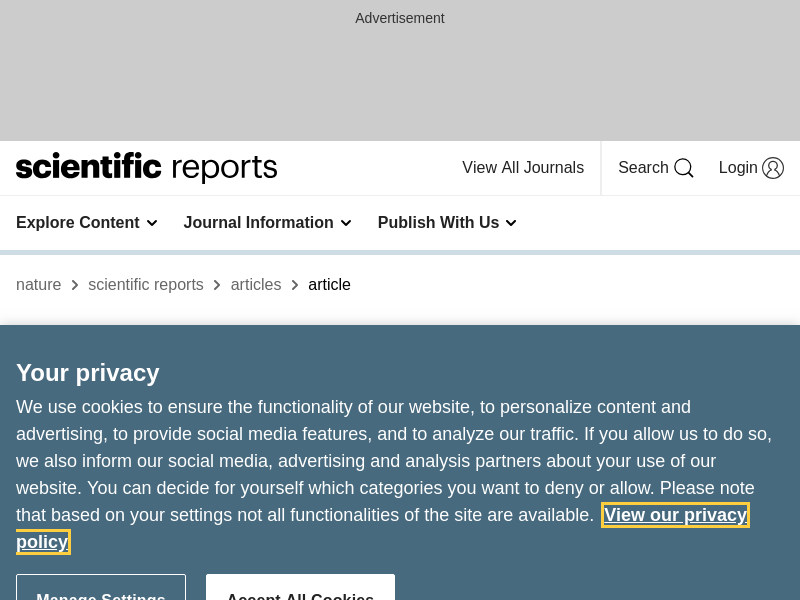 Advertisement
scientific reports
View All Journals
Search
Login
Explore Content
Journal Information
Publish With Us
nature
scientific reports
articles
article
Your privacy
We use cookies to ensure the functionality of our website, to personalize content and
advertising, to provide social media features, and to analyze our traffic. If you allow us to do so,
we also inform our social media, advertising and analysis partners about your use of our
website. You can decide for yourself which categories you want to deny or allow. Please note
that based on your settings not all functionalities of the site are available. View our privacy
policy
Manage Settings
Accept All Cookies